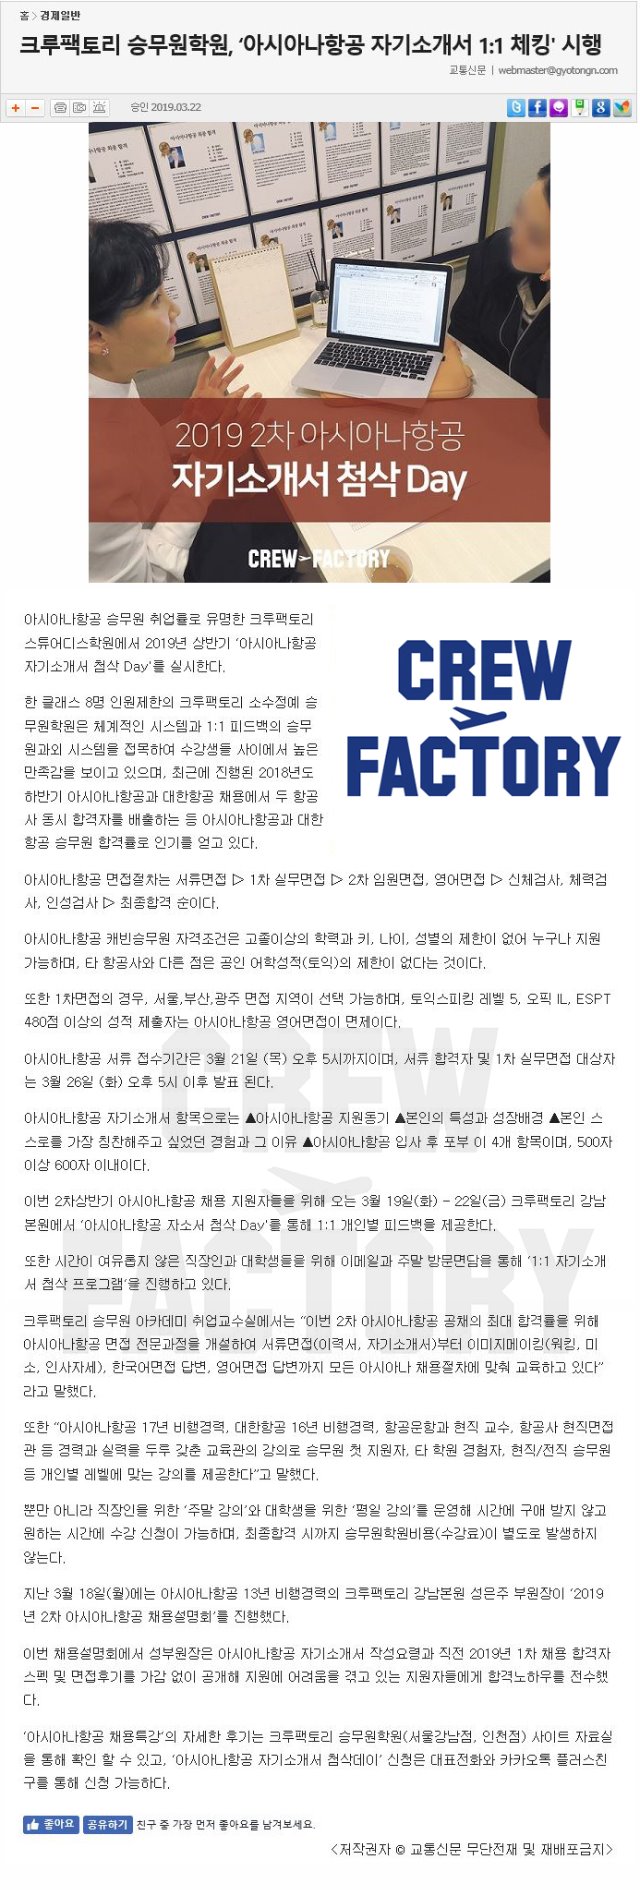 홈 > 경제일반
크루팩토리 승무원학원, ‘아시아나항공 자기소개서 1:1 체킹' 시행
교통신문 | webmaster@gyotongn.com
승인 2019.03.22
CREW FACTORY
2019 2차 아시아나항공
자기소개서 첨삭 Day
CREW FACTORY
아시아나항공 승무원 취업률로 유명한 크루팩토리
스튜어디스학원에서 2019년 상반기 ‘아시아나항공
자기소개서 첨삭 Day'를 실시한다.
CREW
FACTORY
한 클래스 8명 인원제한의 크루팩토리 소수정예 승
무원학원은 체계적인 시스템과 1:1 피드백의 승무
원과외 시스템을 접목하여 수강생들 사이에서 높은
만족감을 보이고 있으며, 최근에 진행된 2018년도
하반기 아시아나항공과 대한항공 채용에서 두 항공
사 동시 합격자를 배출하는 등 아시아나항공과 대한
항공 승무원 합격률로 인기를 얻고 있다.
아시아나항공 면접절차는 서류면접 ▷ 1차 실무면접 ▷ 2차 임원면접, 영어면접 ▷ 신체검사, 체력검
사, 인성검사 ▷ 최종합격 순이다.
아시아나항공 캐빈승무원 자격조건은 고졸이상의 학력과 키, 나이, 성별의 제한이 없어 누구나 지원
가능하며, 타 항공사와 다른 점은 공인 어학성적(토익)의 제한이 없다는 것이다.
또한 1차면접의 경우, 서울,부산,광주 면접 지역이 선택 가능하며, 토익스피킹 레벨 5, 오픽 IL, ESPT
480점 이상의 성적 제출자는 아시아나항공 영어면접이 면제이다.
아시아나항공 서류 접수기간은 3월 21일 (목) 오후 5시까지이며, 서류 합격자 및 1차 실무면접 대상자
는 3월 26일 (화) 오후 5시 이후 발표 된다.
아시아나항공 자기소개서 항목으로는 ▲아시아나항공 지원동기 ▲본인의 특성과 성장배경 ▲본인 스
스로를 가장 칭찬해주고 싶었던 경험과 그 이유 ▲아시아나항공 입사 후 포부 이 4개 항목이며, 500자
이상 600자 이내이다.
이번 2차상반기 아시아나항공 채용 지원자들을 위해 오는 3월 19일(화) – 22일(금) 크루팩토리 강남
본원에서 ‘아시아나항공 자소서 첨삭 Day'를 통해 1:1 개인별 피드백을 제공한다.
또한 시간이 여유롭지 않은 직장인과 대학생들을 위해 이메일과 주말 방문면담을 통해 ‘1:1 자기소개
서 첨삭 프로그램’을 진행하고 있다.
크루팩토리 승무원 아카데미 취업교수실에서는 “이번 2차 아시아나항공 공채의 최대 합격률을 위해
아시아나항공 면접 전문과정을 개설하여 서류면접(이력서, 자기소개서)부터 이미지메이킹(워킹, 미
소, 인사자세), 한국어면접 답변, 영어면접 답변까지 모든 아시아나 채용절차에 맞춰 교육하고 있다”
라고 말했다.
또한 “아시아나항공 17년 비행경력, 대한항공 16년 비행경력, 항공운항과 현직 교수, 항공사 현직면접
관 등 경력과 실력을 두루 갖춘 교육관의 강의로 승무원 첫 지원자, 타 학원 경험자, 현직/전직 승무원
등 개인별 레벨에 맞는 강의를 제공한다”고 말했다.
뿐만 아니라 직장인을 위한 ‘주말 강의’와 대학생을 위한 ‘평일 강의’를 운영해 시간에 구애 받지 않고
원하는 시간에 수강 신청이 가능하며, 최종합격 시까지 승무원학원비용(수강료)이 별도로 발생하지
않는다.
지난 3월 18일(월)에는 아시아나항공 13년 비행경력의 크루팩토리 강남본원 성은주 부원장이 ‘2019
년 2차 아시아나항공 채용설명회’를 진행했다.
이번 채용설명회에서 성부원장은 아시아나항공 자기소개서 작성요령과 직전 2019년 1차 채용 합격자
스펙 및 면접후기를 가감 없이 공개해 지원에 어려움을 겪고 있는 지원자들에게 합격노하우를 전수했
다.
‘아시아나항공 채용특강’의 자세한 후기는 크루팩토리 승무원학원(서울강남점, 인천점) 사이트 자료실
을 통해 확인 할 수 있고, ‘아시아나항공 자기소개서 첨삭데이’ 신청은 대표전화와 카카오톡 플러스친
구를 통해 신청 가능하다.
좋아요 공유하기 친구 중 가장 먼저 좋아요를 남겨보세요.
<저작권자 © 교통신문 무단전재 및 재배포금지>